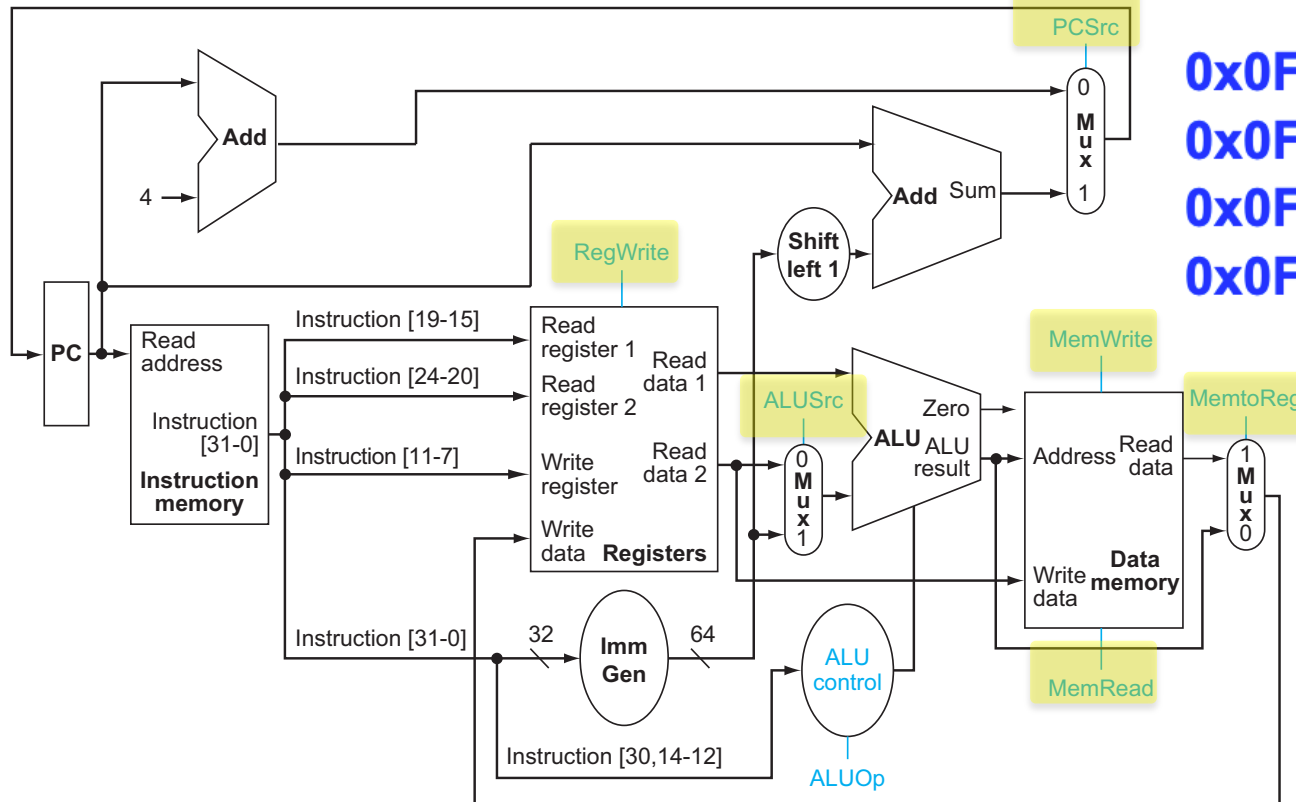 PCSrc
0x0F
0
M
u
x
1
0x0F
Add
4
Add Sum
0x0F
Shift
left 1
0x0F
RegWrite
PC
Read
address
Instruction
[31-0]
Instruction
memory
Instruction [19-15]
Instruction [24-20]
Instruction [11-7]
Instruction [31-0]
Read
register 1
Read
register 2
Write
register
Write
data
Read
data 1
Read
data 2
Registers
ALUSrc
0
M
u
x
1
ALU
Zero
ALU
result
MemWrite
Address
Read
data
Write
data
Data
memory
MemRead
MemtoReg
1
M
u
x
0
32
Imm
Gen
64
ALU
control
Instruction [30,14-12]
ALUOp